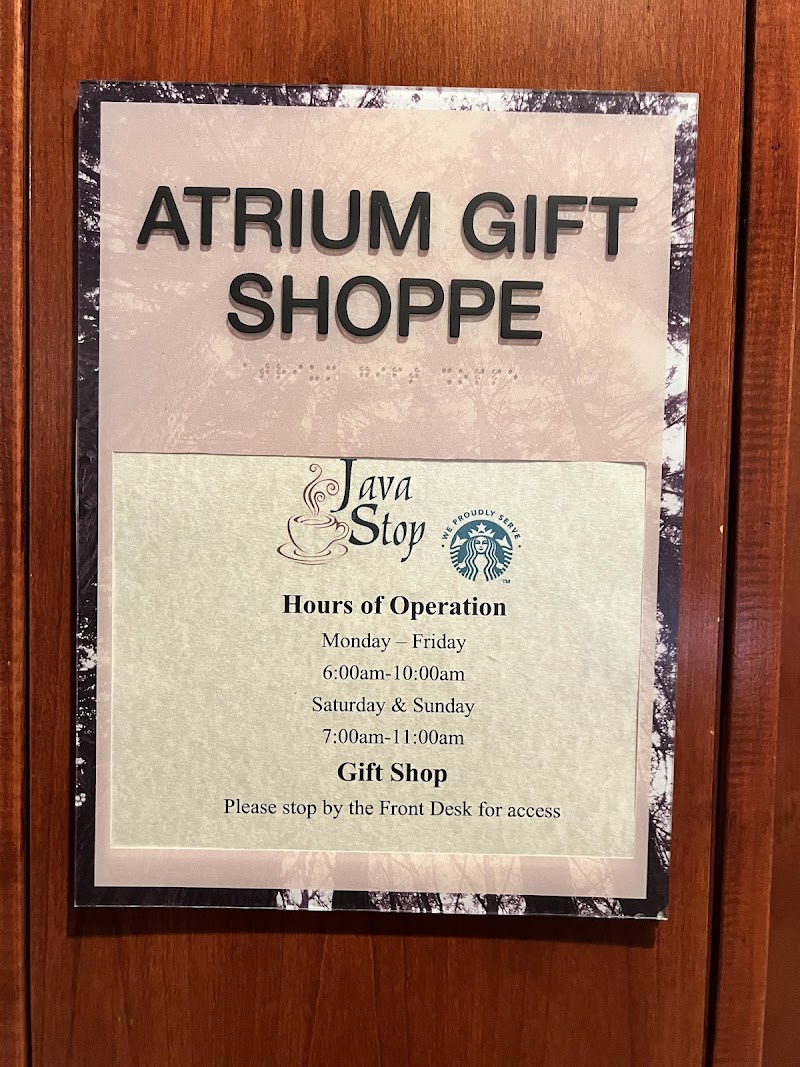 ATRIUM GIFT
SHOPPE
Java
Stop
WE PROUDLY SERVE
TM
Hours of Operation
Monday – Friday
6:00am-10:00am
Saturday & Sunday
7:00am-11:00am
Gift Shop
Please stop by the Front Desk for access